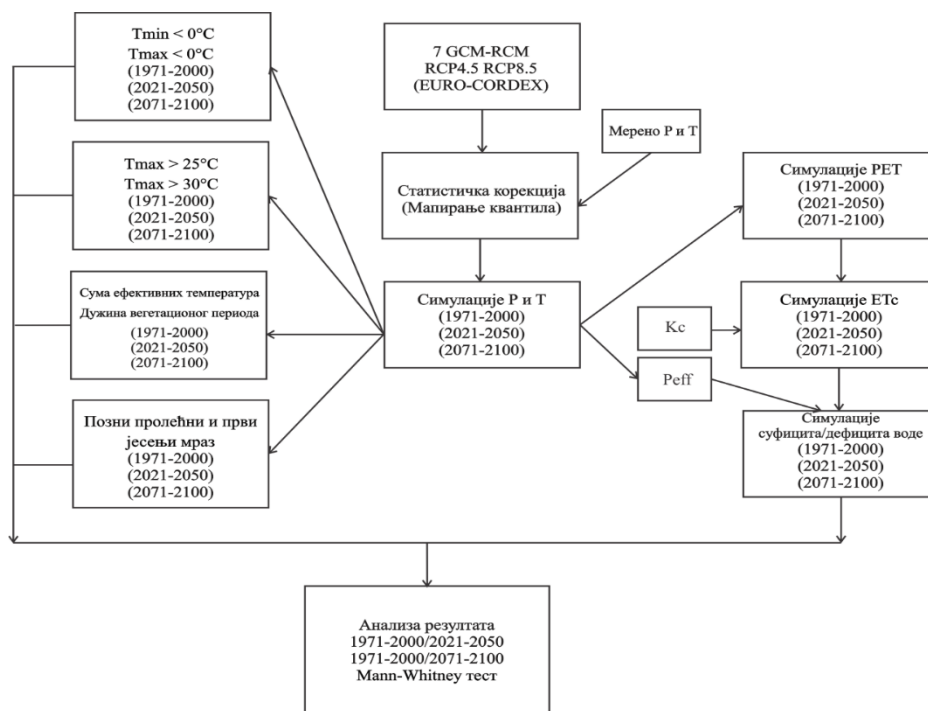 Tmin < 0°C
Tmax < 0°C
(1971-2000)
(2021-2050)
(2071-2100)
7 GCM-RCM
RCP4.5 RCP8.5
(EURO-CORDEX)
Мерено P и T
Tmax > 25°C
Tmax > 30°C
(1971-2000)
(2021-2050)
(2071-2100)
Статистичка корекција
(Мапирање квантила)
Симулације PET
(1971-2000)
(2021-2050)
(2071-2100)
Сума ефективних температура
Дужина вегетационог периода
(1971-2000)
(2021-2050)
(2071-2100)
Симулације P и T
(1971-2000)
(2021-2050)
(2071-2100)
Kc
Симулације ETc
(1971-2000)
(2021-2050)
(2071-2100)
Peff
Позни пролећни и први
јесењи мраз
(1971-2000)
(2021-2050)
(2071-2100)
Симулације
суфицита/дефицита воде
(1971-2000)
(2021-2050)
(2071-2100)
Анализа резултата
1971-2000/2021-2050
1971-2000/2071-2100
Mann-Whitney тест